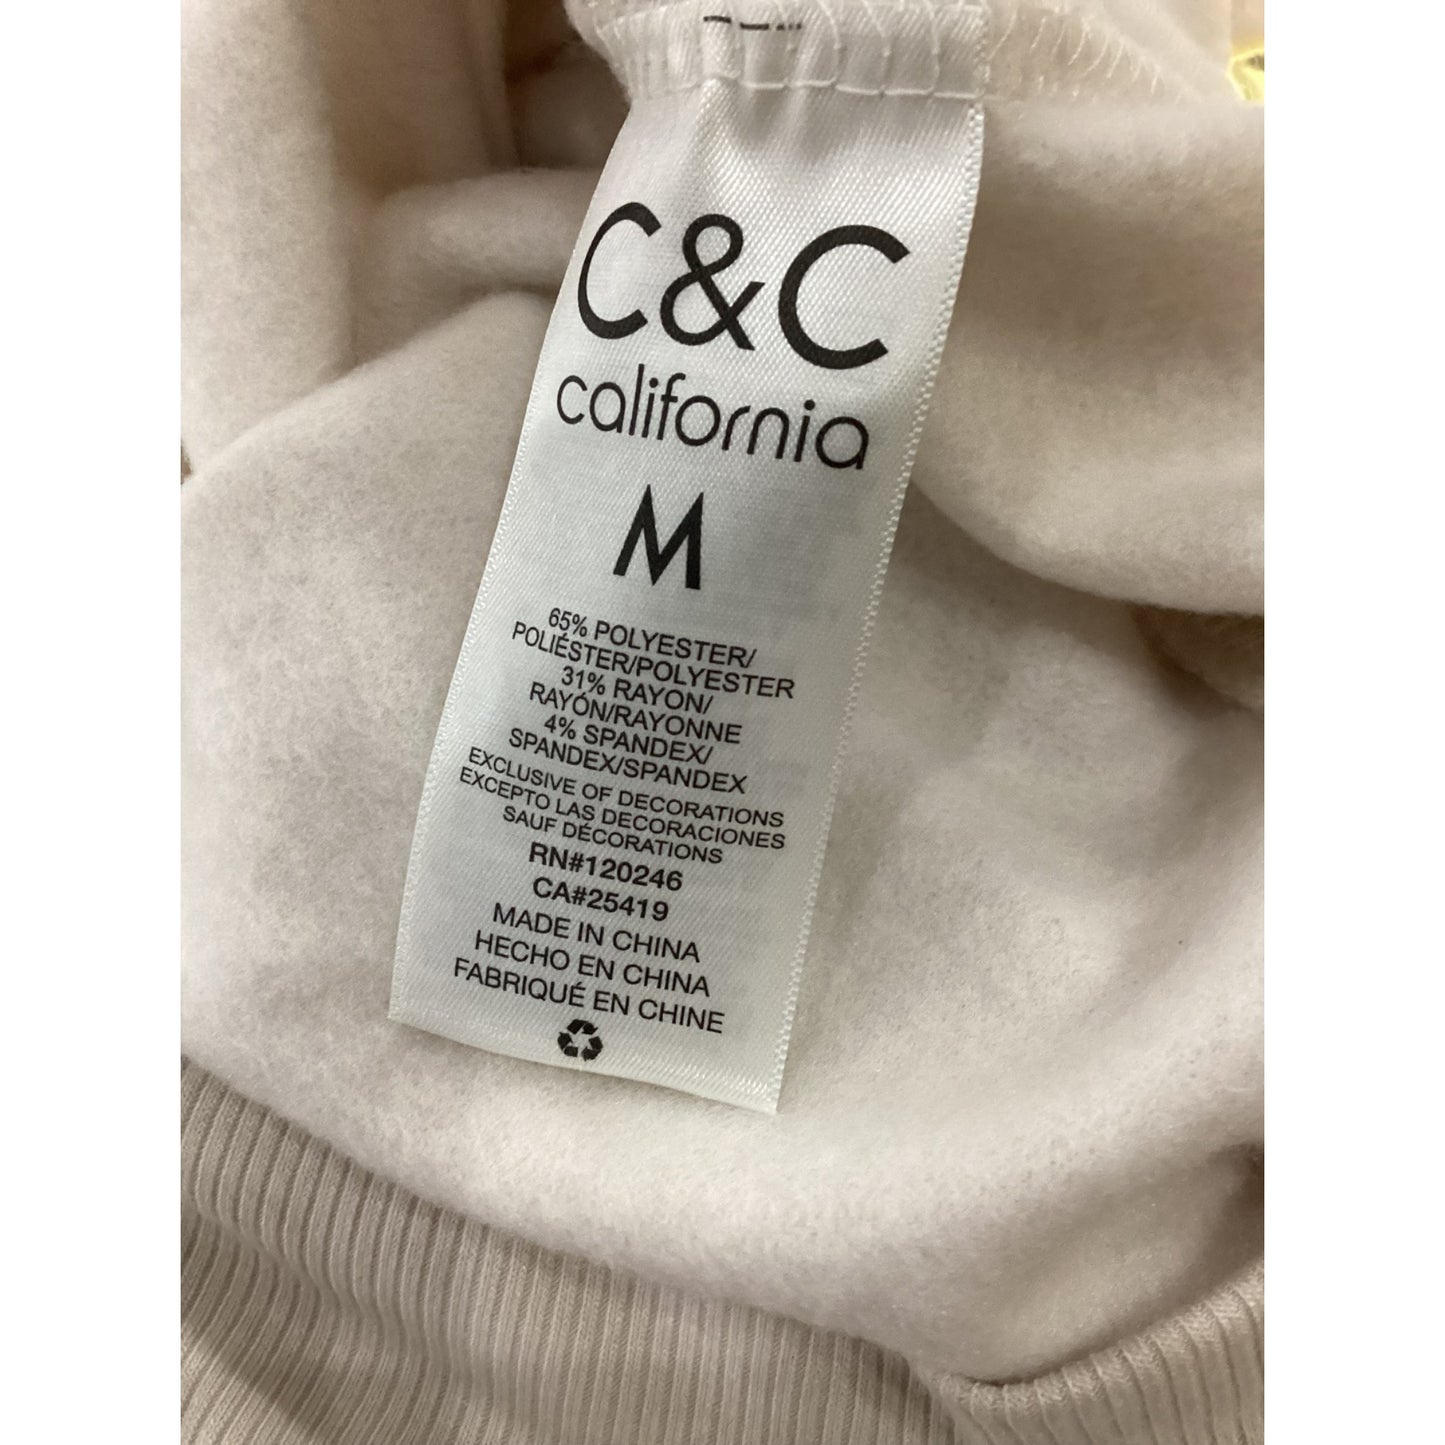 C&C
california
M
65% POLYESTER/
POLIÉSTER/POLYESTER
31% RAYON/
RAYÓN/RAYONNE
4% SPANDEX/
SPANDEX/SPANDEX
EXCLUSIVE OF DECORATIONS
EXCEPTO LAS DECORACIONES
SAUF DÉCORATIONS
RN#120246
CA#25419
MADE IN CHINA
HECHO EN CHINA
FABRIQUÉ EN CHINE